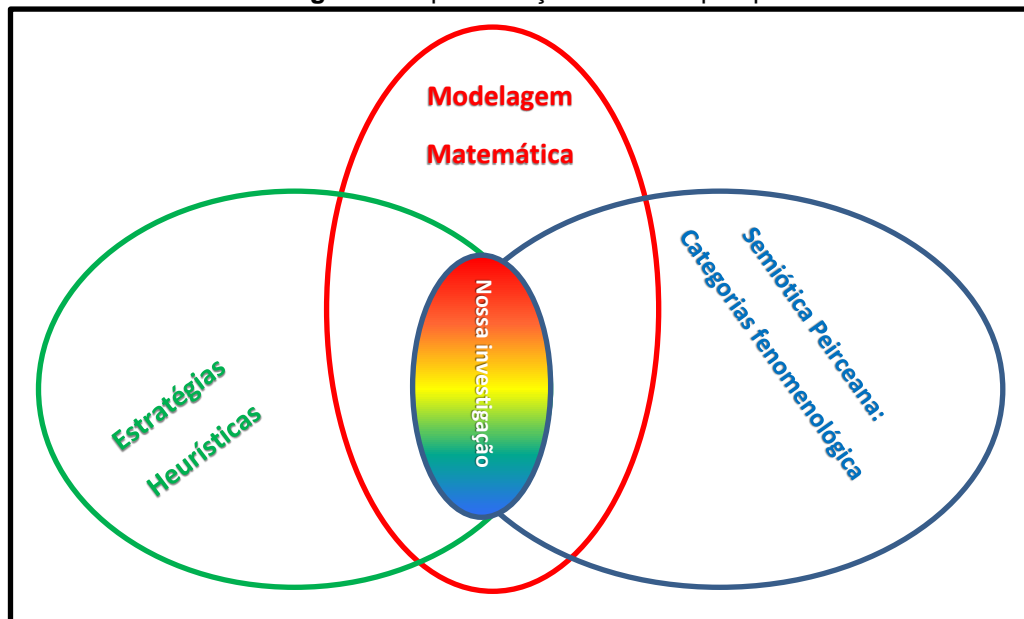 Modelagem
Matemática
Estratégias
Heurísticas
Nossa investigação
Semiótica Peirceana:
Categorias fenomenológica